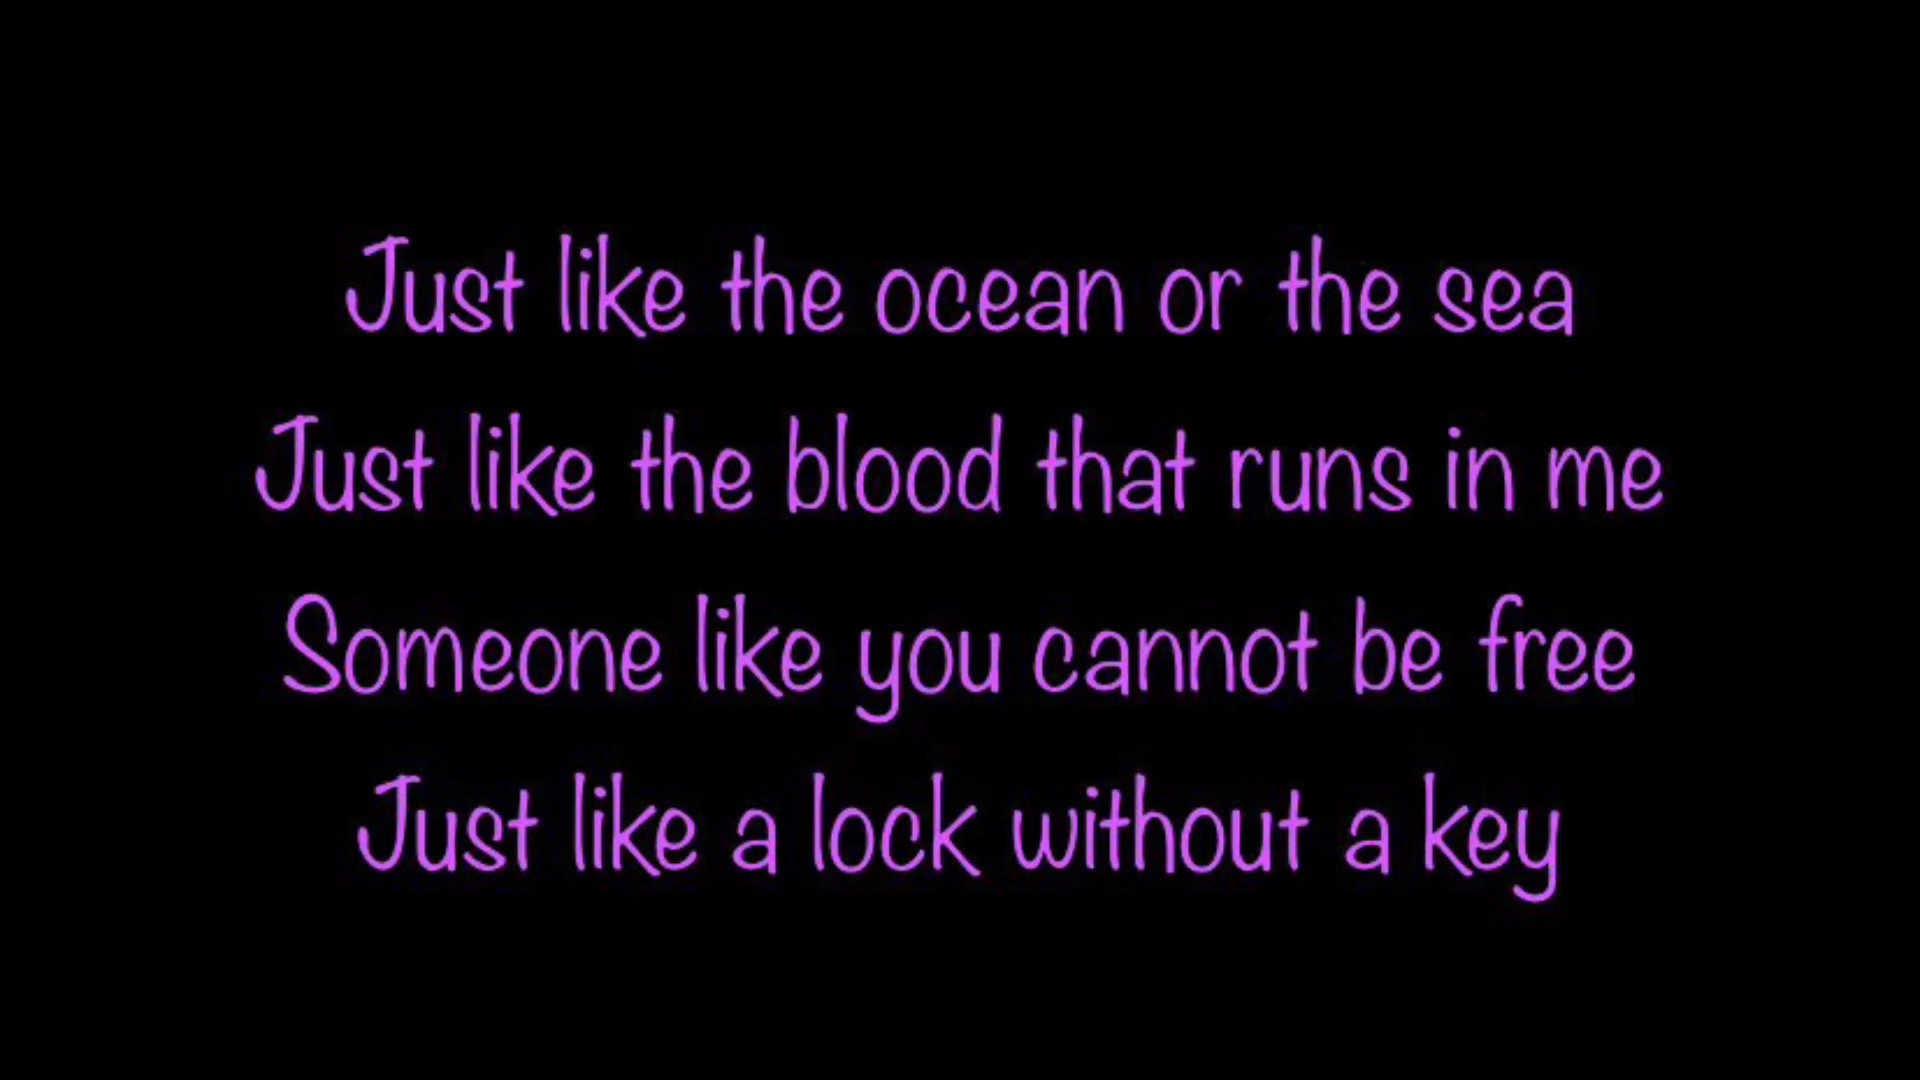 Just like the ocean or the sea
Just like the blood that runs in me
Someone like you cannot be free
Just like a lock without a key